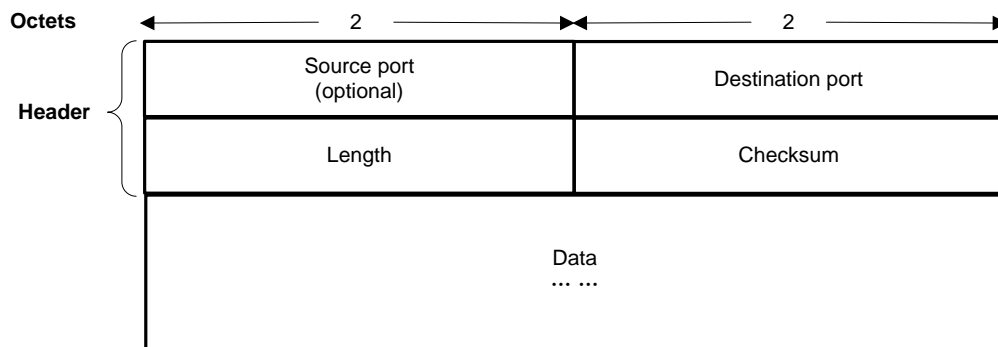 Octets 2 2
Source port
(optional)
Destination port
Header
Length
Checksum
Data
... ...